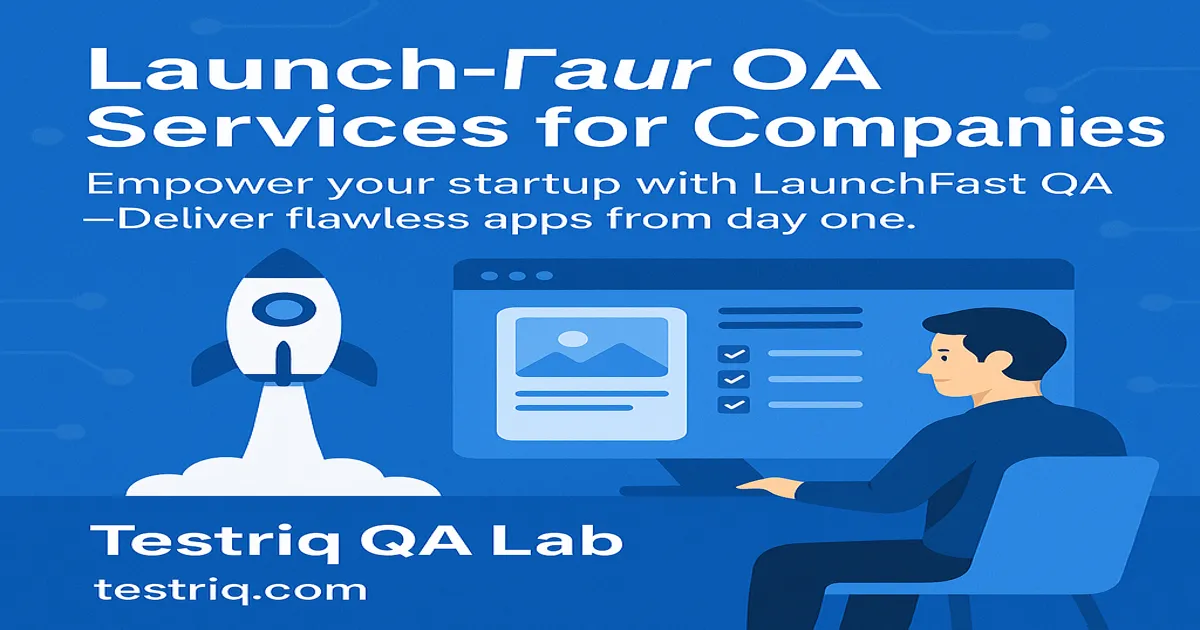 Launch-Гaur OA
Services for Companies
Empower your startup with LaunchFast QA
—Deliver flawless apps from day one.
Testriq QA Lab
testriq.com